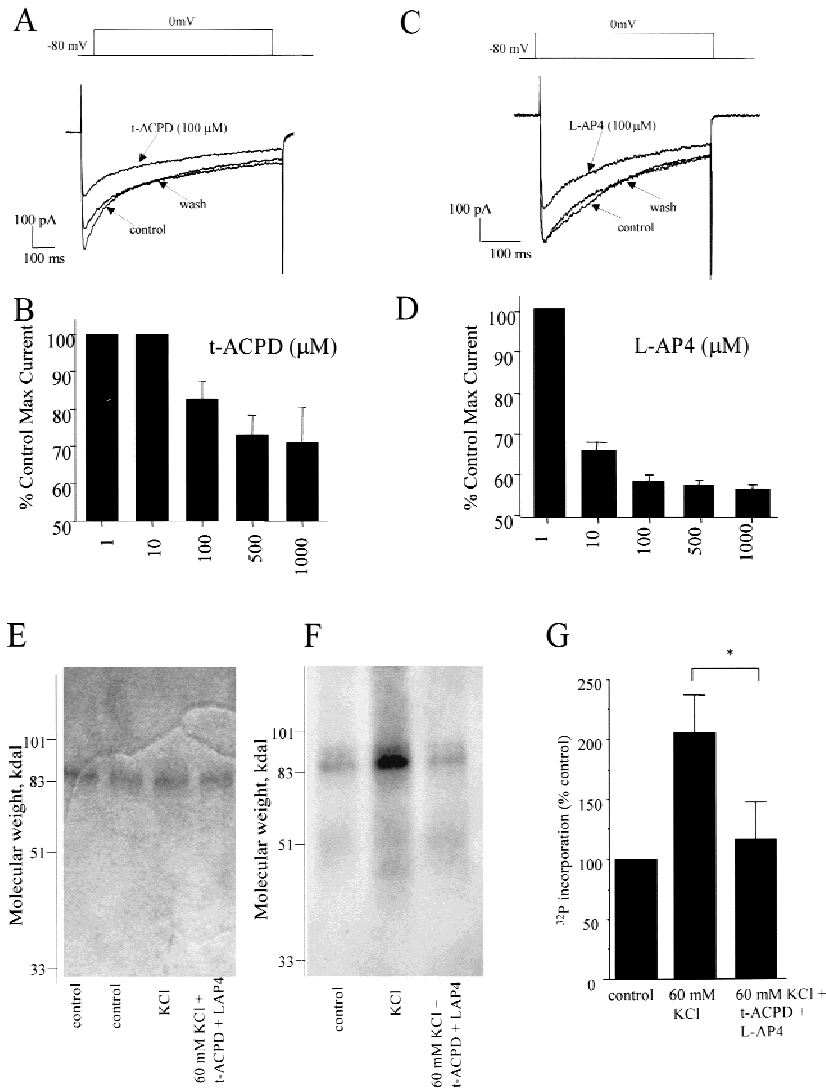 A
0mV
-80 mV
t-ACPD (100 μM)
wash
control
100 pA
100 ms
C
0mV
-80 mV
L-AP4 (100μM)
wash
control
100 pA
100 ms
B
t-ACPD (μM)
% Control Max Current
100
90
80
70
60
50
1
10
100
500
1000
D
L-AP4 (μM)
% Control Max Current
100
90
70
60
50
1
10
100
500
1000
E
Molecular weight, kdal
101
83
51
33
control
control
KCl
60 mM KCl +
t-ACPD + LAP4
F
Molecular weight, kdal
101
83
51
33
control
KCl
60 mM KCl –
t-ACPD + LAP4
G
*
32P incorporation (% control)
250
200
150
100
50
0
control
60 mM
KCl
60 mM KCl +
t-ACPD +
L-AP4